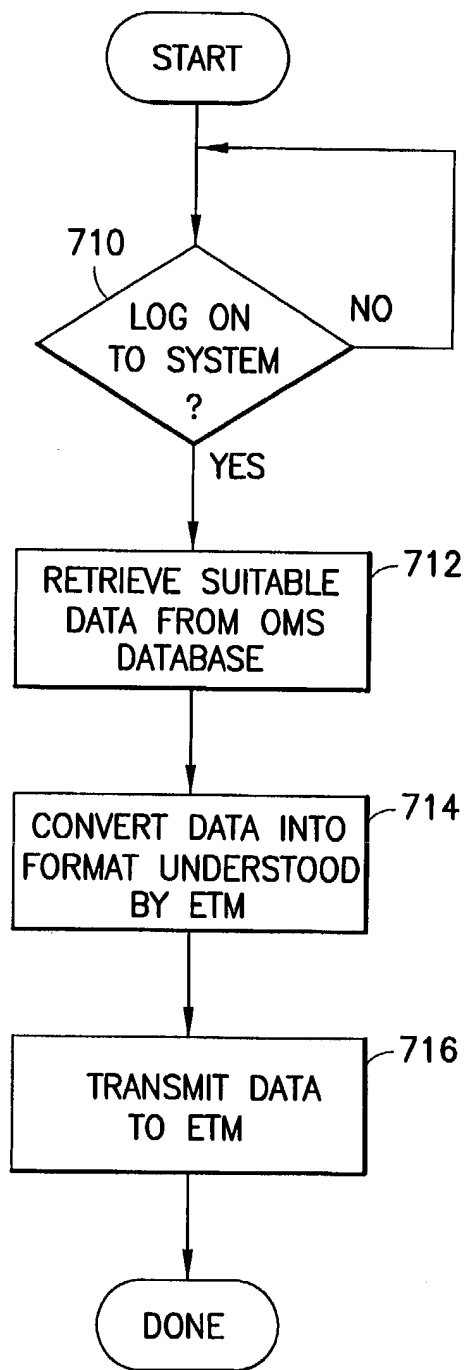 START
710
LOG ON
TO SYSTEM
?
NO
YES
712
RETRIEVE SUITABLE
DATA FROM OMS
DATABASE
714
CONVERT DATA INTO
FORMAT UNDERSTOOD
BY ETM
716
TRANSMIT DATA
TO ETM
DONE